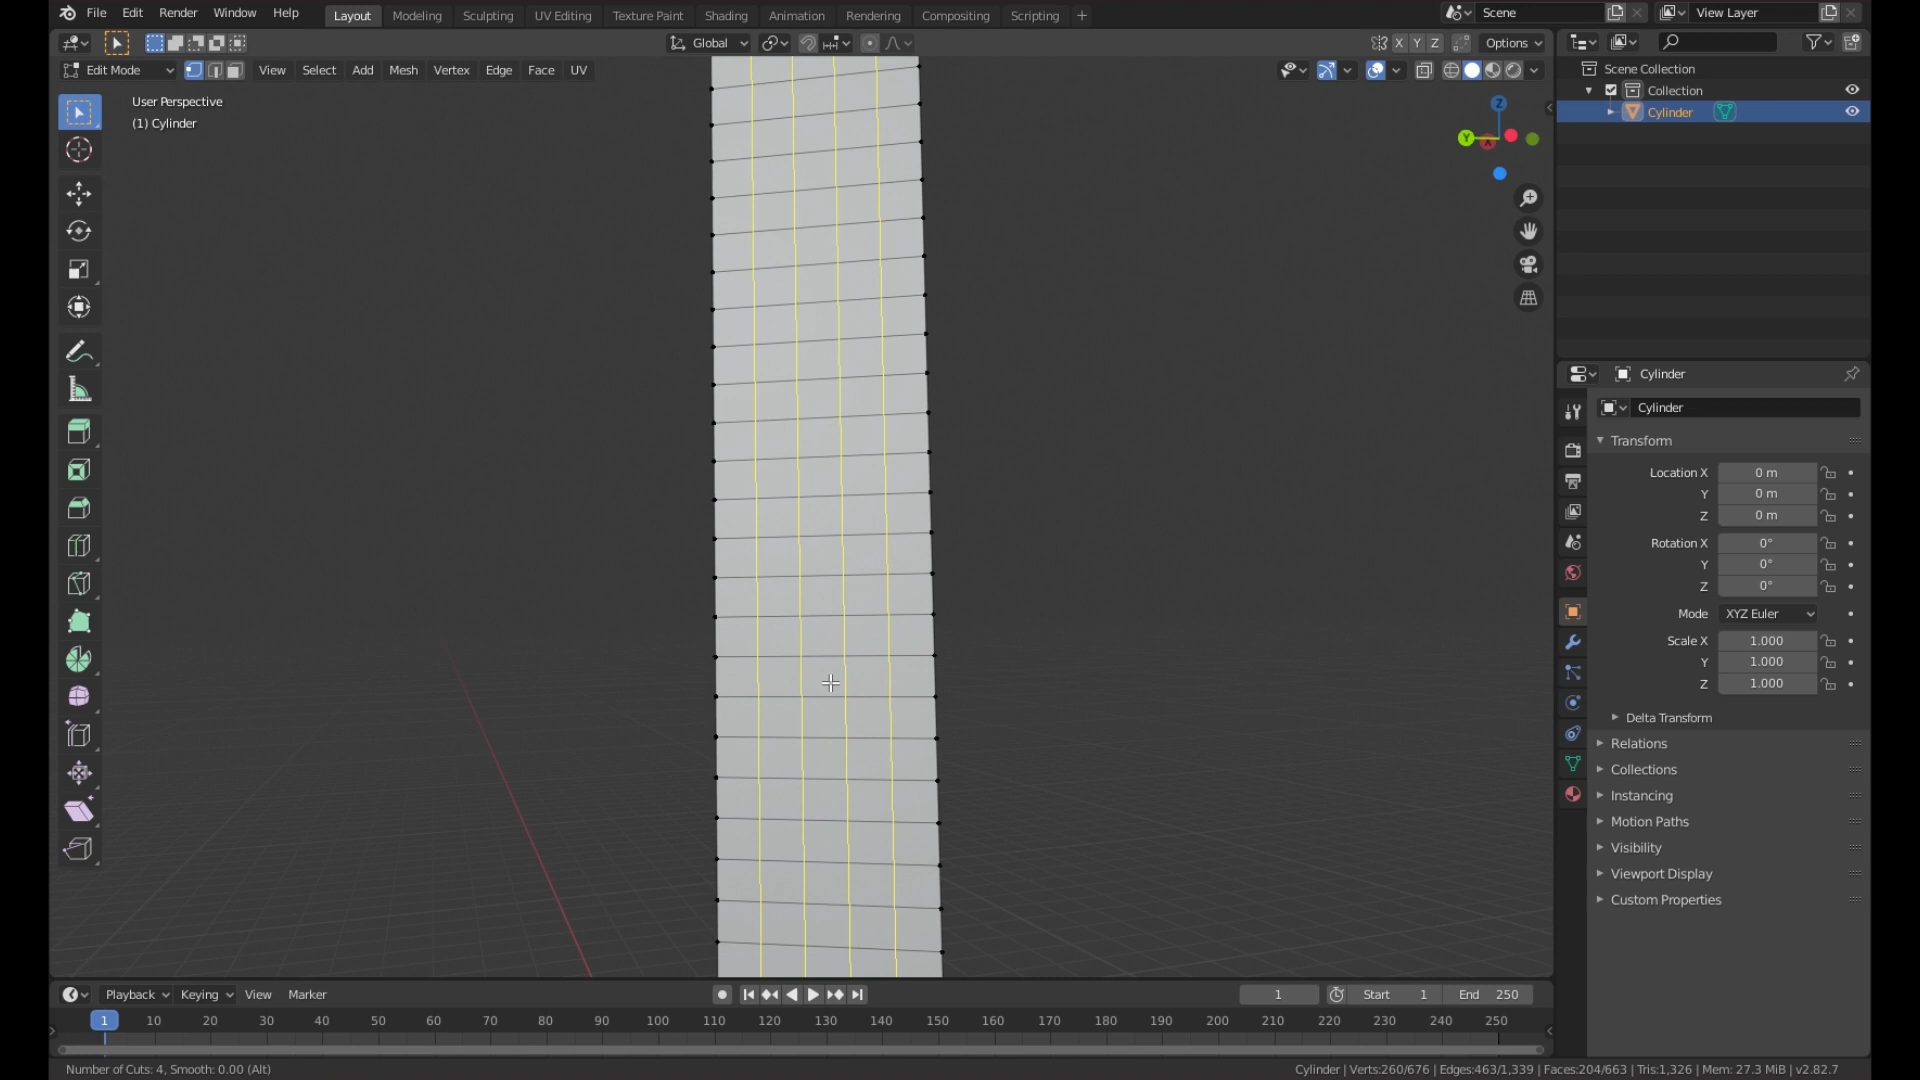 File Edit Render Window Help Layout Modeling Sculpting UV Editing Texture Paint Shading Animation Rendering Compositing Scripting + Scene View Layer
Global X Y Z Options
Edit Mode View Select Add Mesh Vertex Edge Face UV
User Perspective
(1) Cylinder
Z
Y
X
Scene Collection
Collection
Cylinder
Cylinder
Cylinder
Transform
Location X 0 m
Y 0 m
Z 0 m
Rotation X 0°
Y 0°
Z 0°
Mode XYZ Euler
Scale X 1.000
Y 1.000
Z 1.000
Delta Transform
Relations
Collections
Instancing
Motion Paths
Visibility
Viewport Display
Custom Properties
Playback Keying View Marker 1 Start 1 End 250
1 10 20 30 40 50 60 70 80 90 100 110 120 130 140 150 160 170 180 190 200 210 220 230 240 250
Number of Cuts: 4, Smooth: 0.00 (Alt) Cylinder | Verts:260/676 | Edges:463/1,339 | Faces:204/663 | Tris:1,326 | Mem: 27.3 MiB | v2.82.7